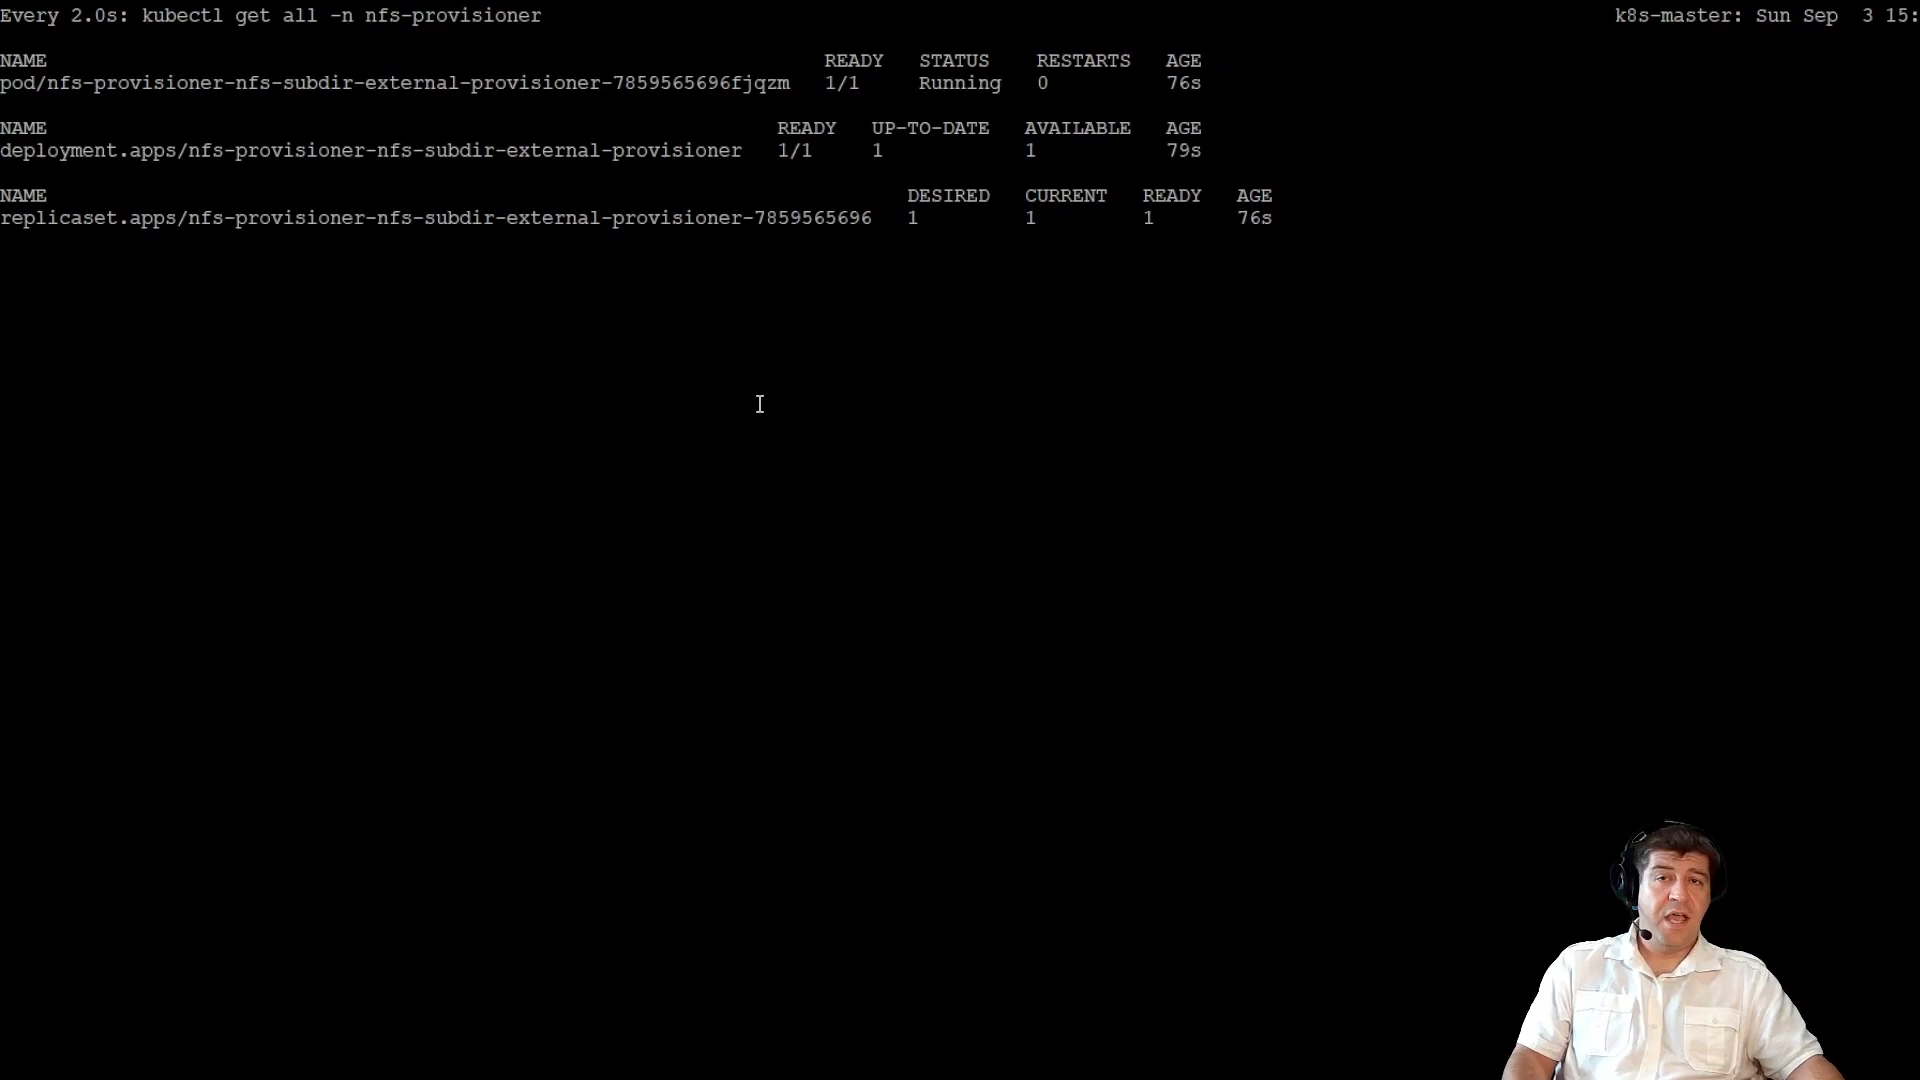 Every 2.0s: kubectl get all -n nfs-provisioner k8s-master: Sun Sep 3 15:
NAME READY STATUS RESTARTS AGE
pod/nfs-provisioner-nfs-subdir-external-provisioner-7859565696fjqzm 1/1 Running 0 76s
NAME READY UP-TO-DATE AVAILABLE AGE
deployment.apps/nfs-provisioner-nfs-subdir-external-provisioner 1/1 1 1 79s
NAME DESIRED CURRENT READY AGE
replicaset.apps/nfs-provisioner-nfs-subdir-external-provisioner-7859565696 1 1 1 76s